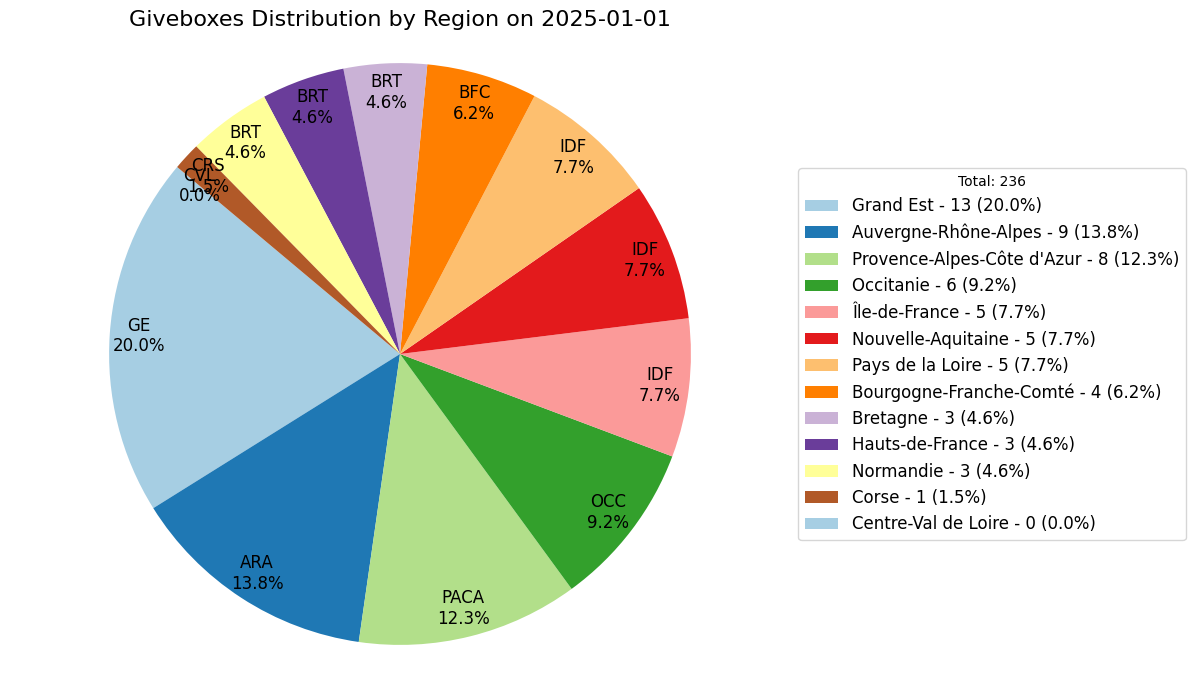 Giveboxes Distribution by Region on 2025-01-01
BRT
4.6%
BRT
4.6%
BRT
4.6%
BFC
6.2%
IDF
7.7%
CRS
1.5%
CVL
0.0%
IDF
7.7%
GE
20.0%
IDF
7.7%
OCC
9.2%
ARA
13.8%
PACA
12.3%
Total: 236
Grand Est - 13 (20.0%)
Auvergne-Rhône-Alpes - 9 (13.8%)
Provence-Alpes-Côte d'Azur - 8 (12.3%)
Occitanie - 6 (9.2%)
Île-de-France - 5 (7.7%)
Nouvelle-Aquitaine - 5 (7.7%)
Pays de la Loire - 5 (7.7%)
Bourgogne-Franche-Comté - 4 (6.2%)
Bretagne - 3 (4.6%)
Hauts-de-France - 3 (4.6%)
Normandie - 3 (4.6%)
Corse - 1 (1.5%)
Centre-Val de Loire - 0 (0.0%)